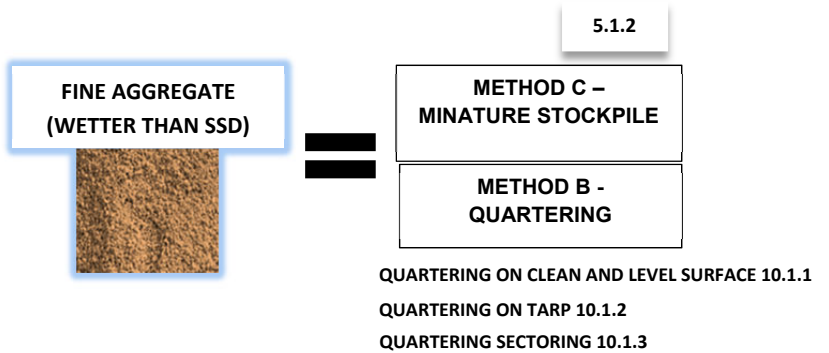 5.1.2
FINE AGGREGATE
(WETTER THAN SSD)
METHOD C –
MINATURE STOCKPILE
METHOD B -
QUARTERING
QUARTERING ON CLEAN AND LEVEL SURFACE 10.1.1
QUARTERING ON TARP 10.1.2
QUARTERING SECTORING 10.1.3